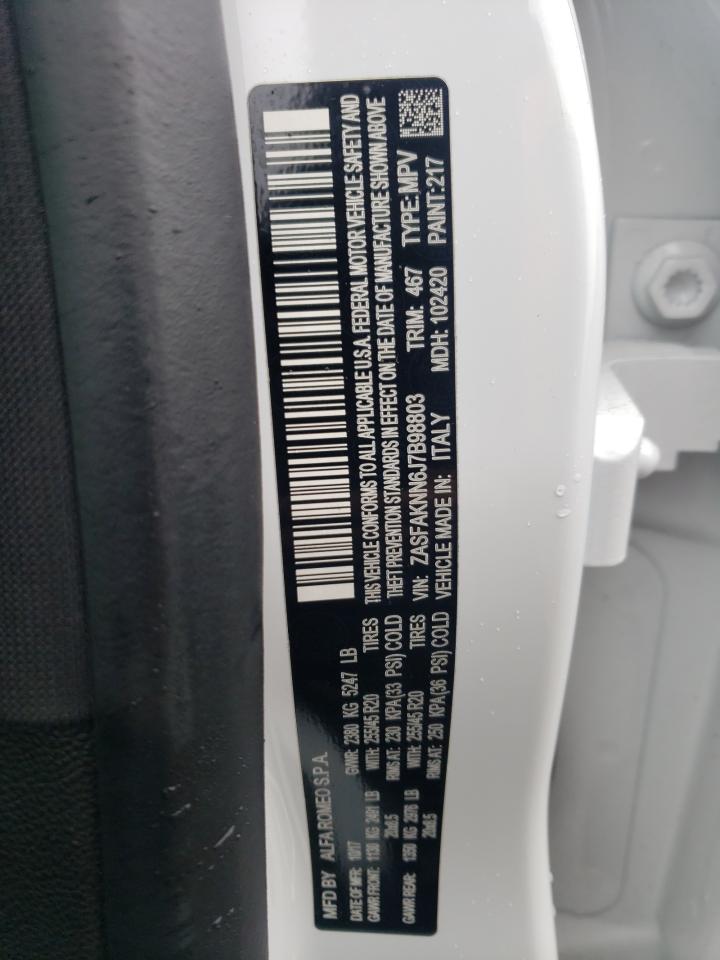 MFD BY ALFA ROMEO S.P.A.
DATE OF MFR: 10/17 GVWR: 2380 KG 5247 LB
GAWR FRONT: 1130 KG 2491 LB WITH: 255/45 R20 TIRES
20x8.5 RIMS AT: 230 KPA (33 PSI) COLD
GAWR REAR: 1350 KG 2976 LB WITH: 255/45 R20 TIRES
20x8.5 RIMS AT: 250 KPA (36 PSI) COLD
THIS VEHICLE CONFORMS TO ALL APPLICABLE U.S.A. FEDERAL MOTOR VEHICLE SAFETY AND
THEFT PREVENTION STANDARDS IN EFFECT ON THE DATE OF MANUFACTURE SHOWN ABOVE
VIN: ZASFAKNN6J7B98803 TRIM: 467 TYPE: MPV
VEHICLE MADE IN: ITALY MDH: 102420 PAINT: 217